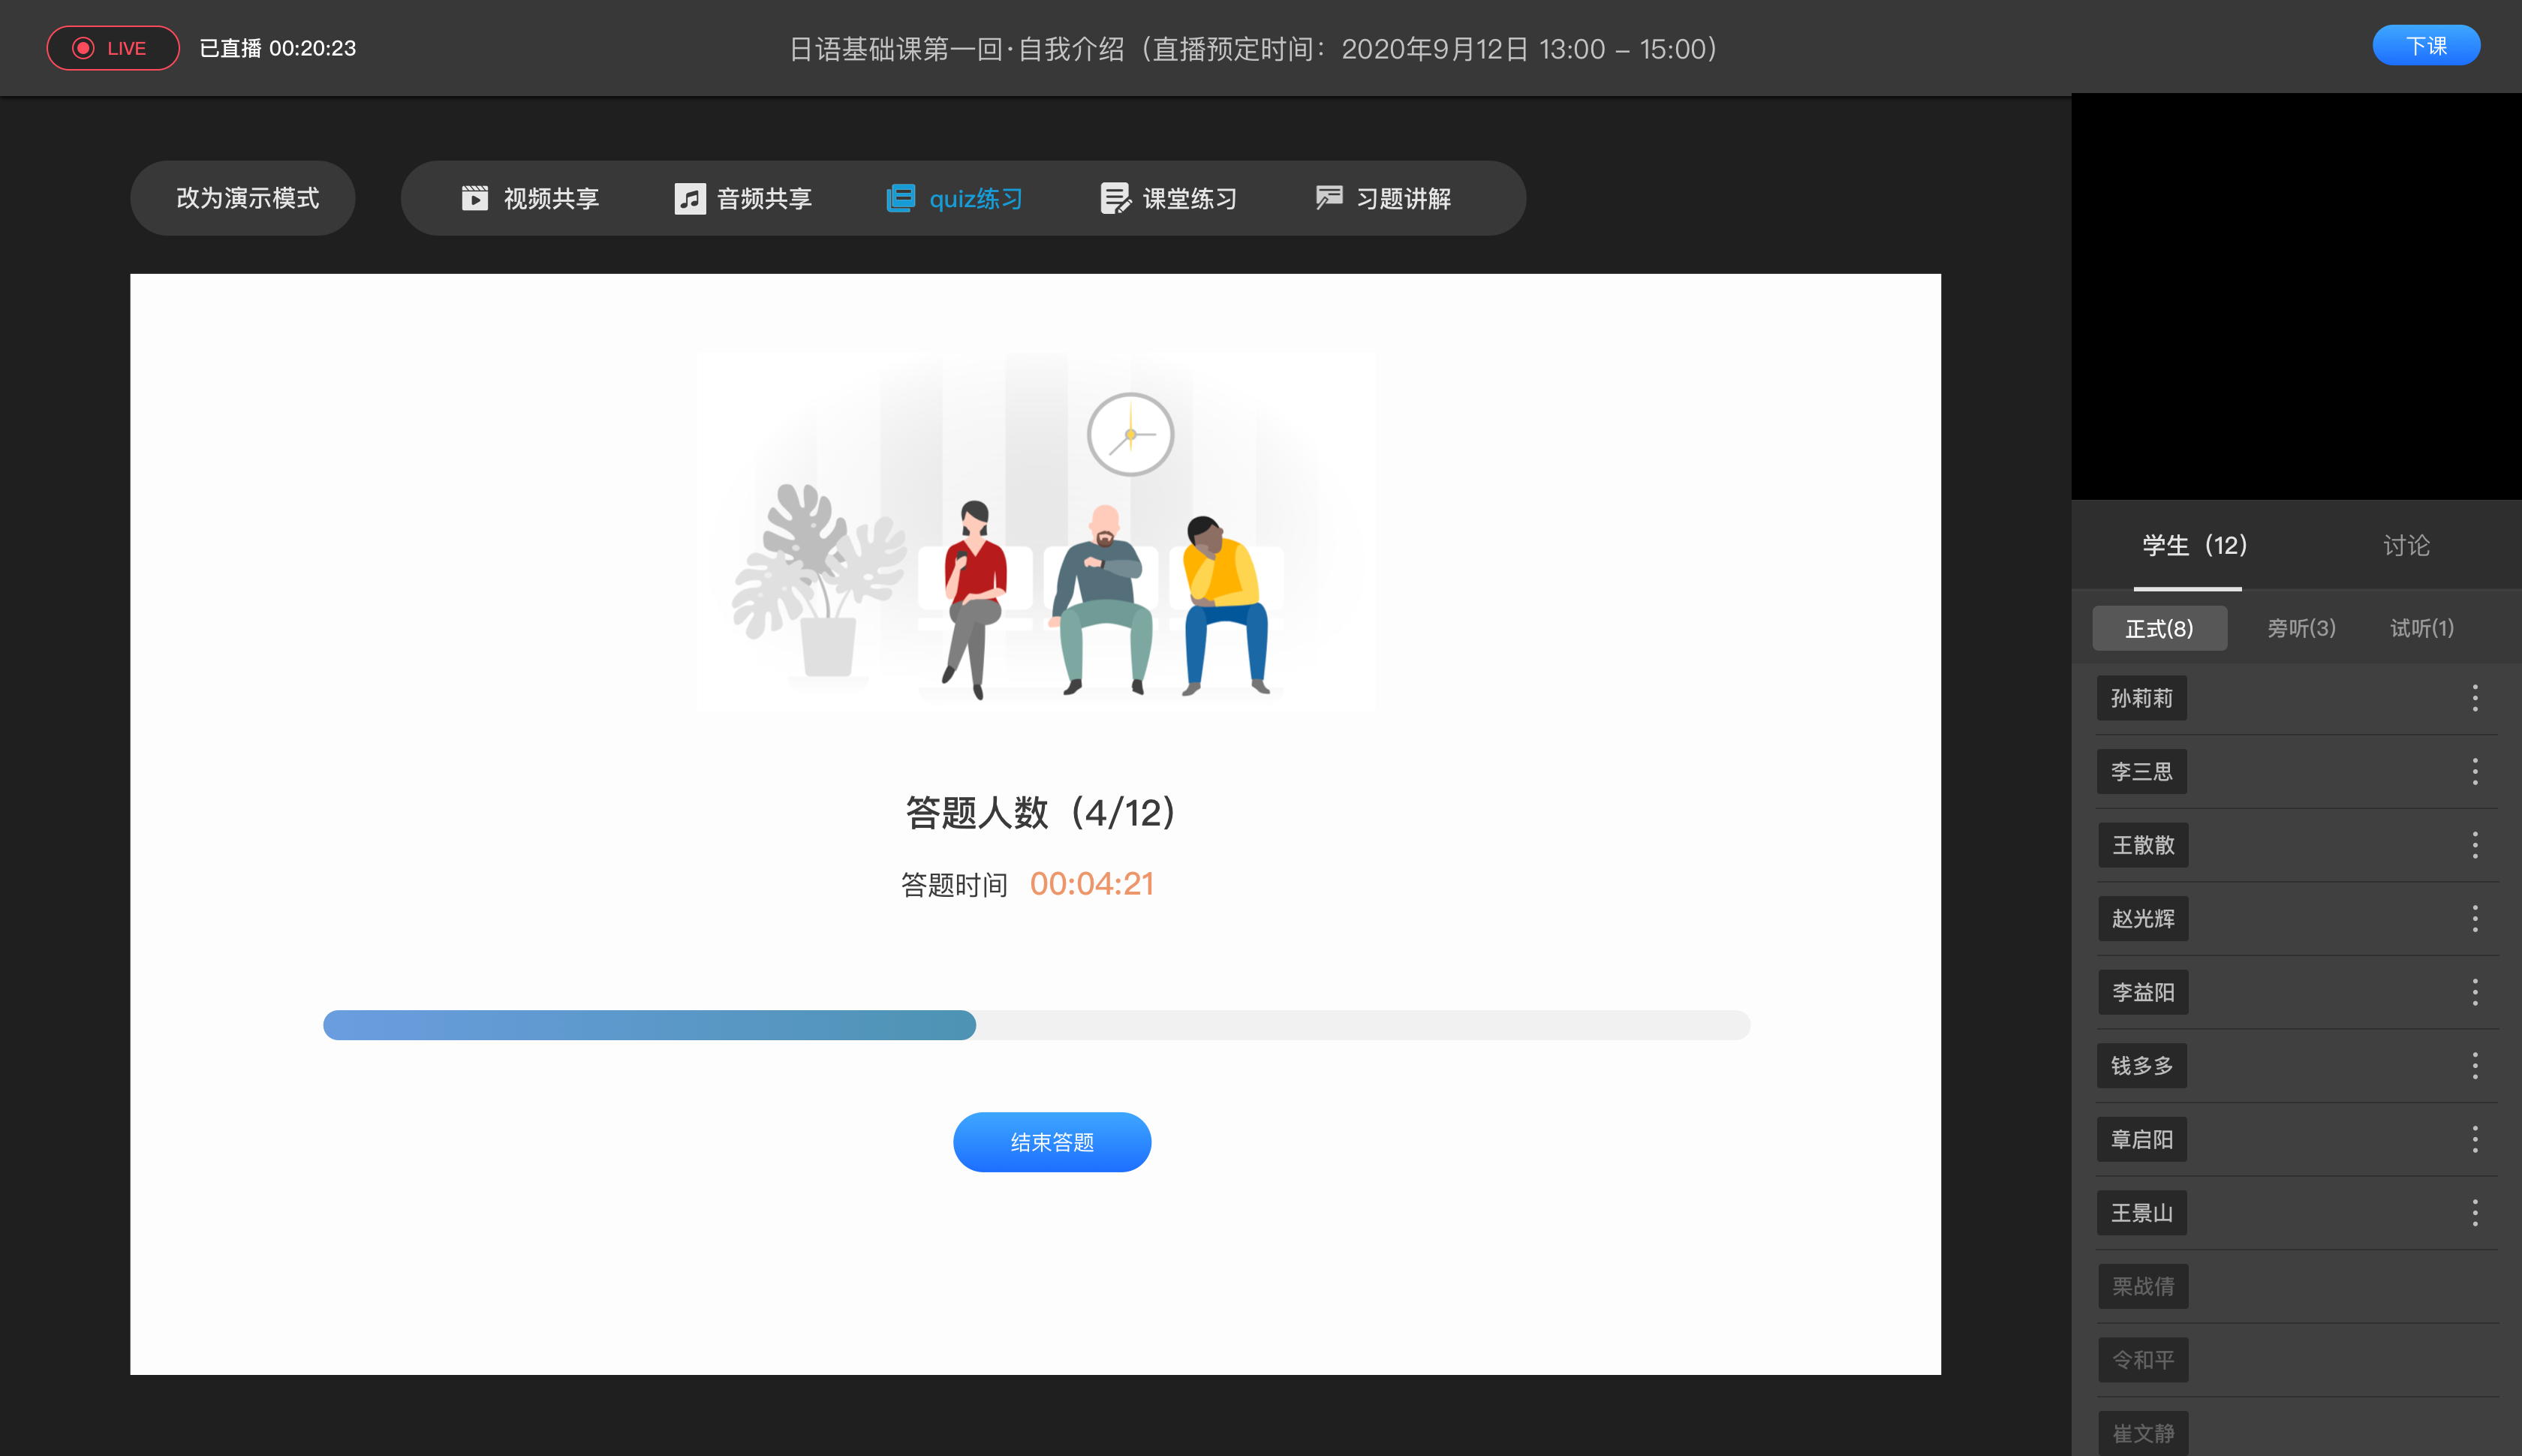 LIVE 已直播 00:20:23
日语基础课第一回·自我介绍（直播预定时间：2020年9月12日 13:00 – 15:00）
下课
改为演示模式
视频共享 音频共享 quiz练习 课堂练习 习题讲解
答题人数（4/12）
答题时间 00:04:21
结束答题
学生（12） 讨论
正式(8) 旁听(3) 试听(1)
孙莉莉
李三思
王散散
赵光辉
李益阳
钱多多
章启阳
王景山
栗战倩
令和平
崔文静